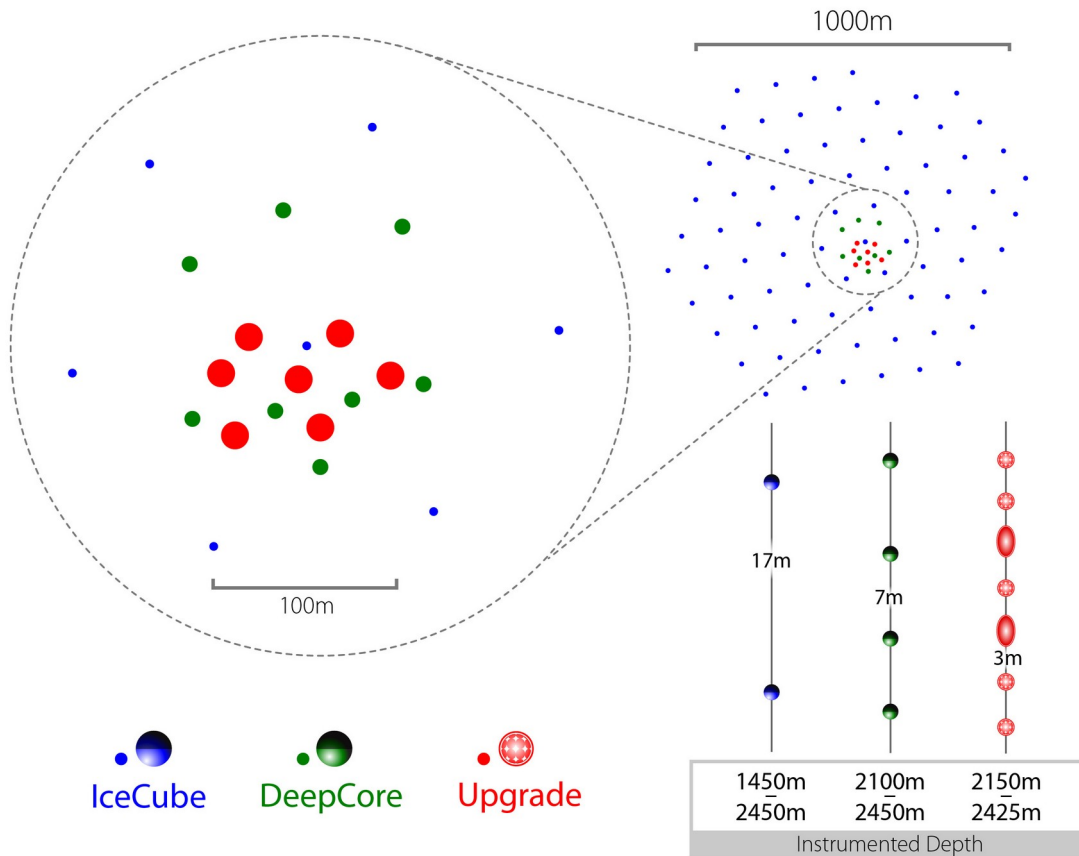 1000m
100m
17m
7m
3m
IceCube
DeepCore
Upgrade
1450m
–
2450m
2100m
–
2450m
2150m
–
2425m
Instrumented Depth